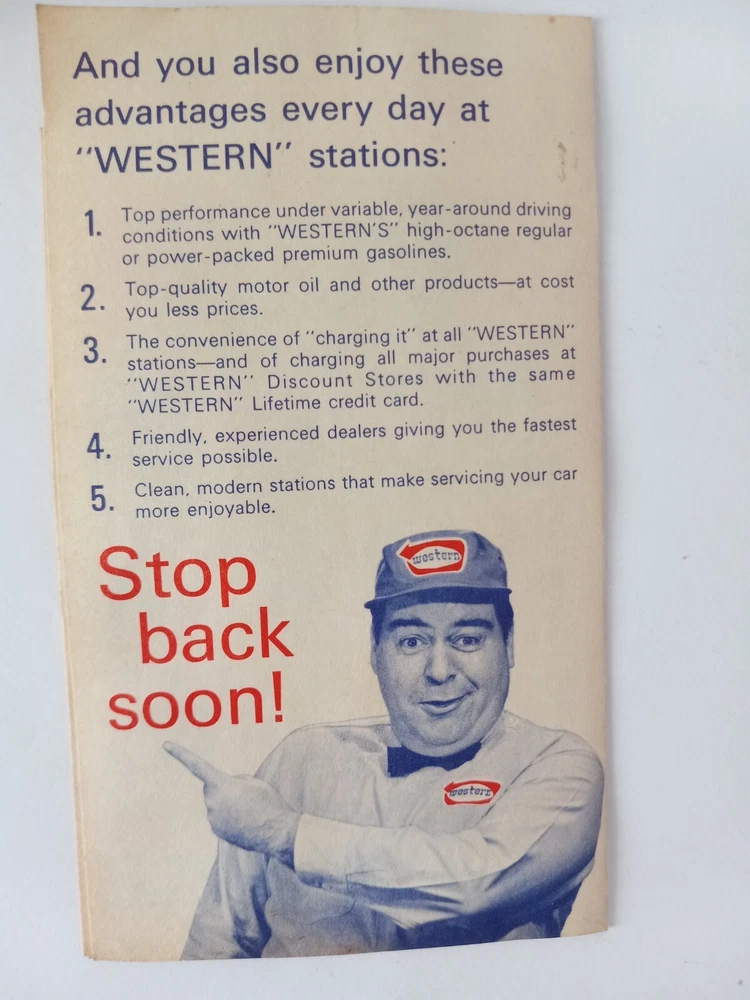 And you also enjoy these
advantages every day at
"WESTERN" stations:
1. Top performance under variable, year-around driving
conditions with "WESTERN'S" high-octane regular
or power-packed premium gasolines.
2. Top-quality motor oil and other products—at cost
you less prices.
3. The convenience of "charging it" at all "WESTERN"
stations—and of charging all major purchases at
"WESTERN" Discount Stores with the same
"WESTERN" Lifetime credit card.
4. Friendly, experienced dealers giving you the fastest
service possible.
5. Clean, modern stations that make servicing your car
more enjoyable.
Stop
back
soon!
western
western